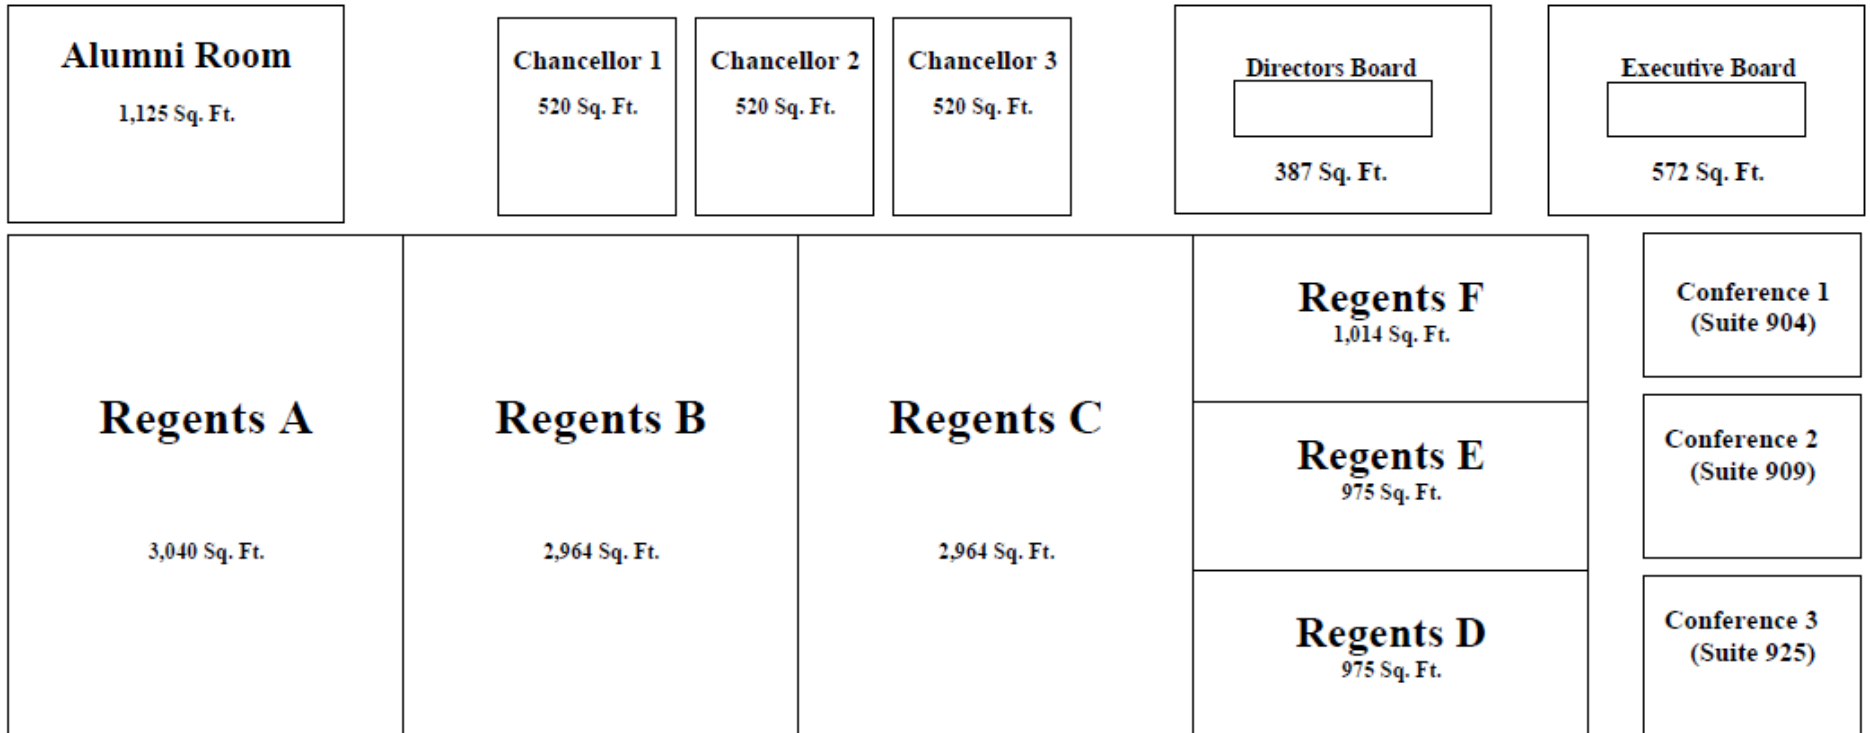 Alumni Room
1,125 Sq. Ft.
Chancellor 1
520 Sq. Ft.
Chancellor 2
520 Sq. Ft.
Chancellor 3
520 Sq. Ft.
Directors Board
387 Sq. Ft.
Executive Board
572 Sq. Ft.
Regents A
3,040 Sq. Ft.
Regents B
2,964 Sq. Ft.
Regents C
2,964 Sq. Ft.
Regents F
1,014 Sq. Ft.
Regents E
975 Sq. Ft.
Regents D
975 Sq. Ft.
Conference 1
(Suite 904)
Conference 2
(Suite 909)
Conference 3
(Suite 925)